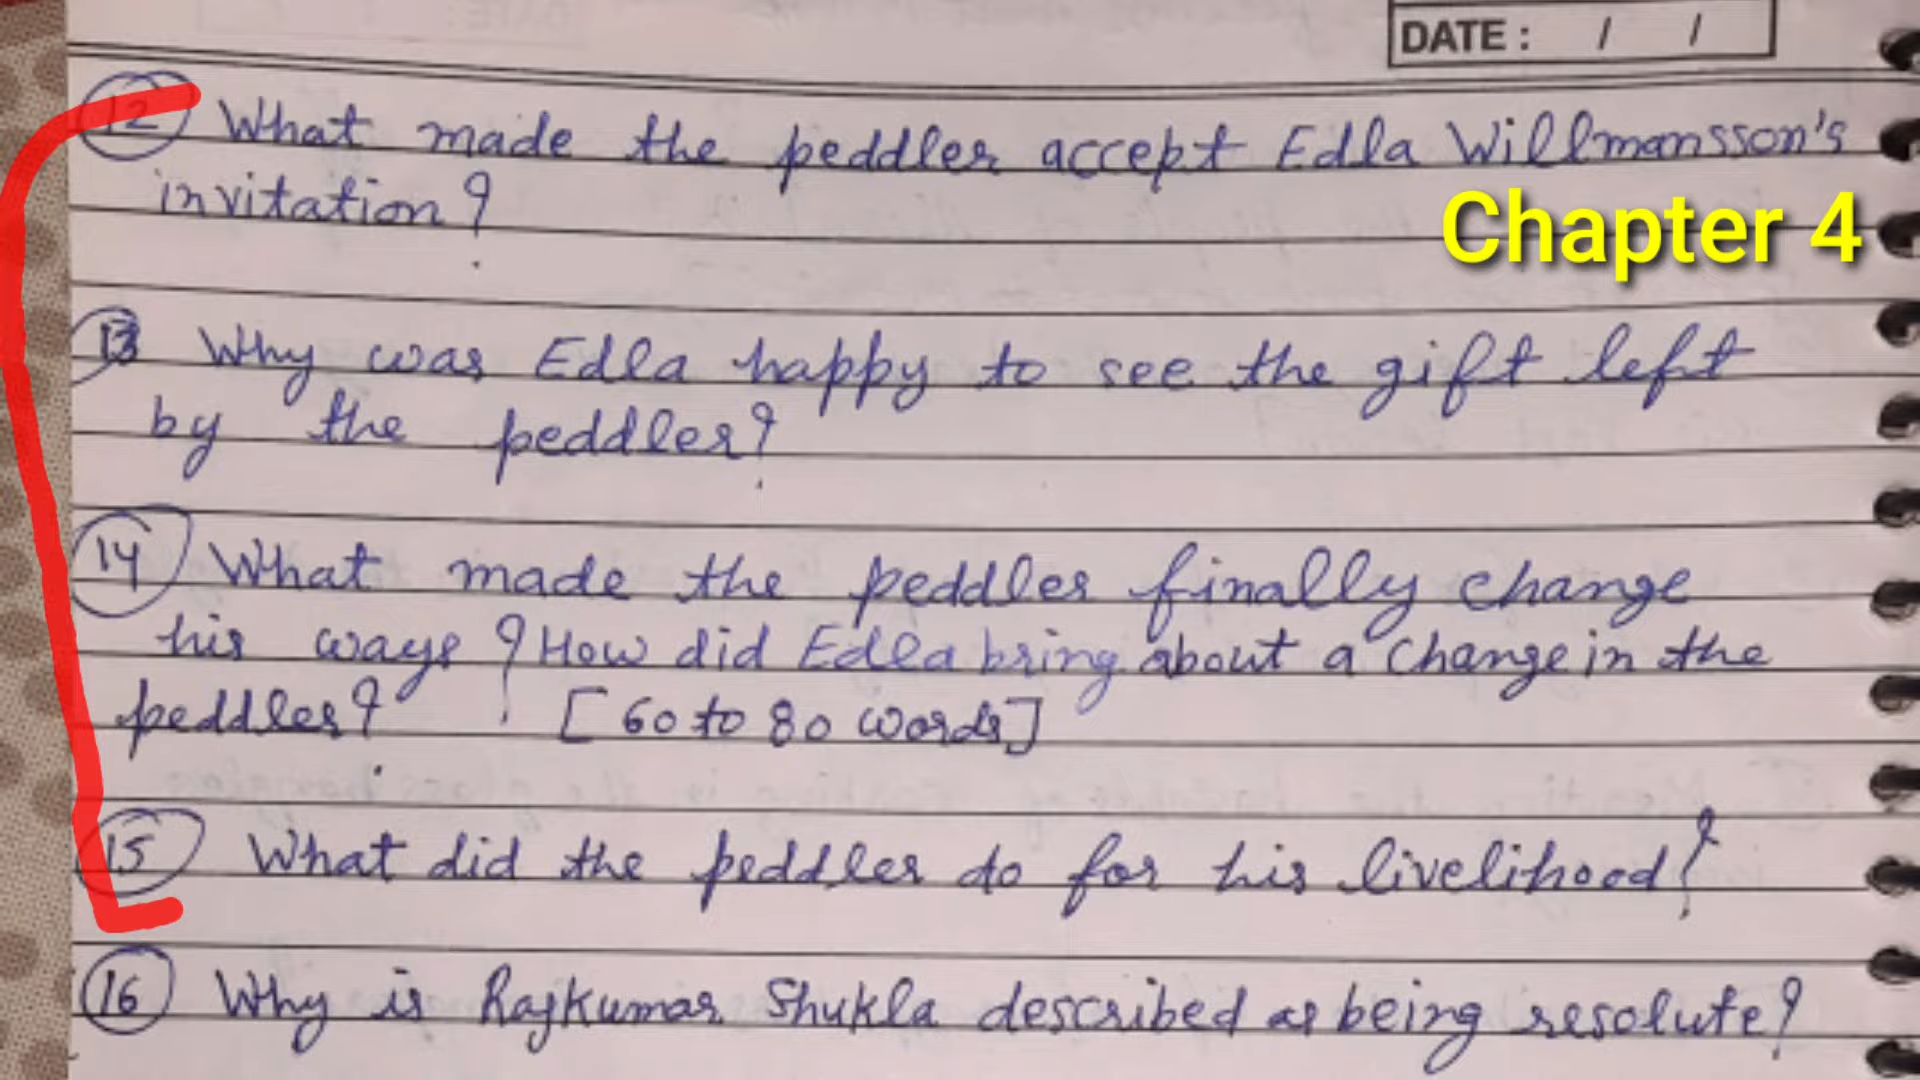 DATE : / /
12 What made the peddler accept Edla Willmansson's
invitation?
Chapter 4
13 Why was Edla happy to see the gift left
by the peddler?
14 What made the peddler finally change
his ways? How did Edla bring about a change in the
peddler? [60 to 80 words]
15 What did the peddler do for his livelihood?
16 Why is Rajkumar Shukla described as being resolute?